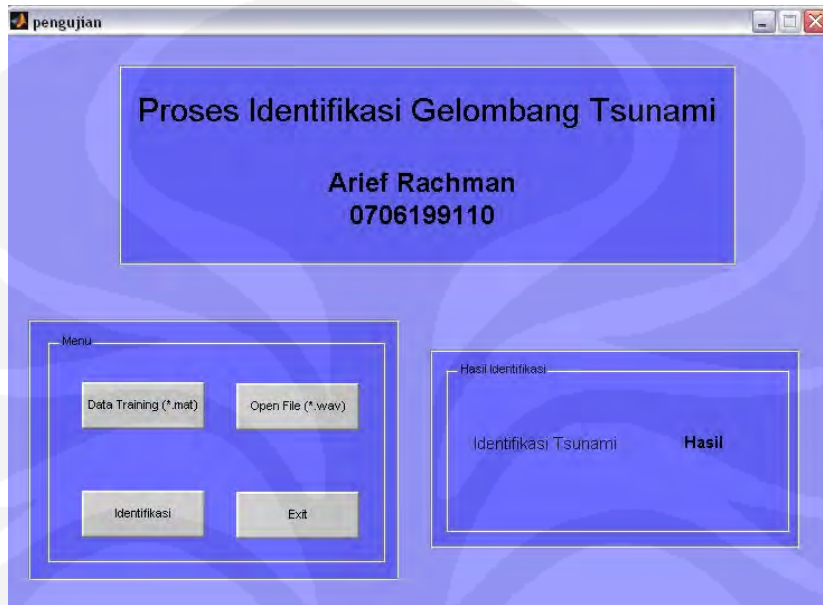 pengujian
Proses Identifikasi Gelombang Tsunami
Arief Rachman
0706199110
Menu
Data Training (*.mat)
Open File (*.wav)
Identifikasi
Exit
Hasil Identifikasi
Identifikasi Tsunami
Hasil